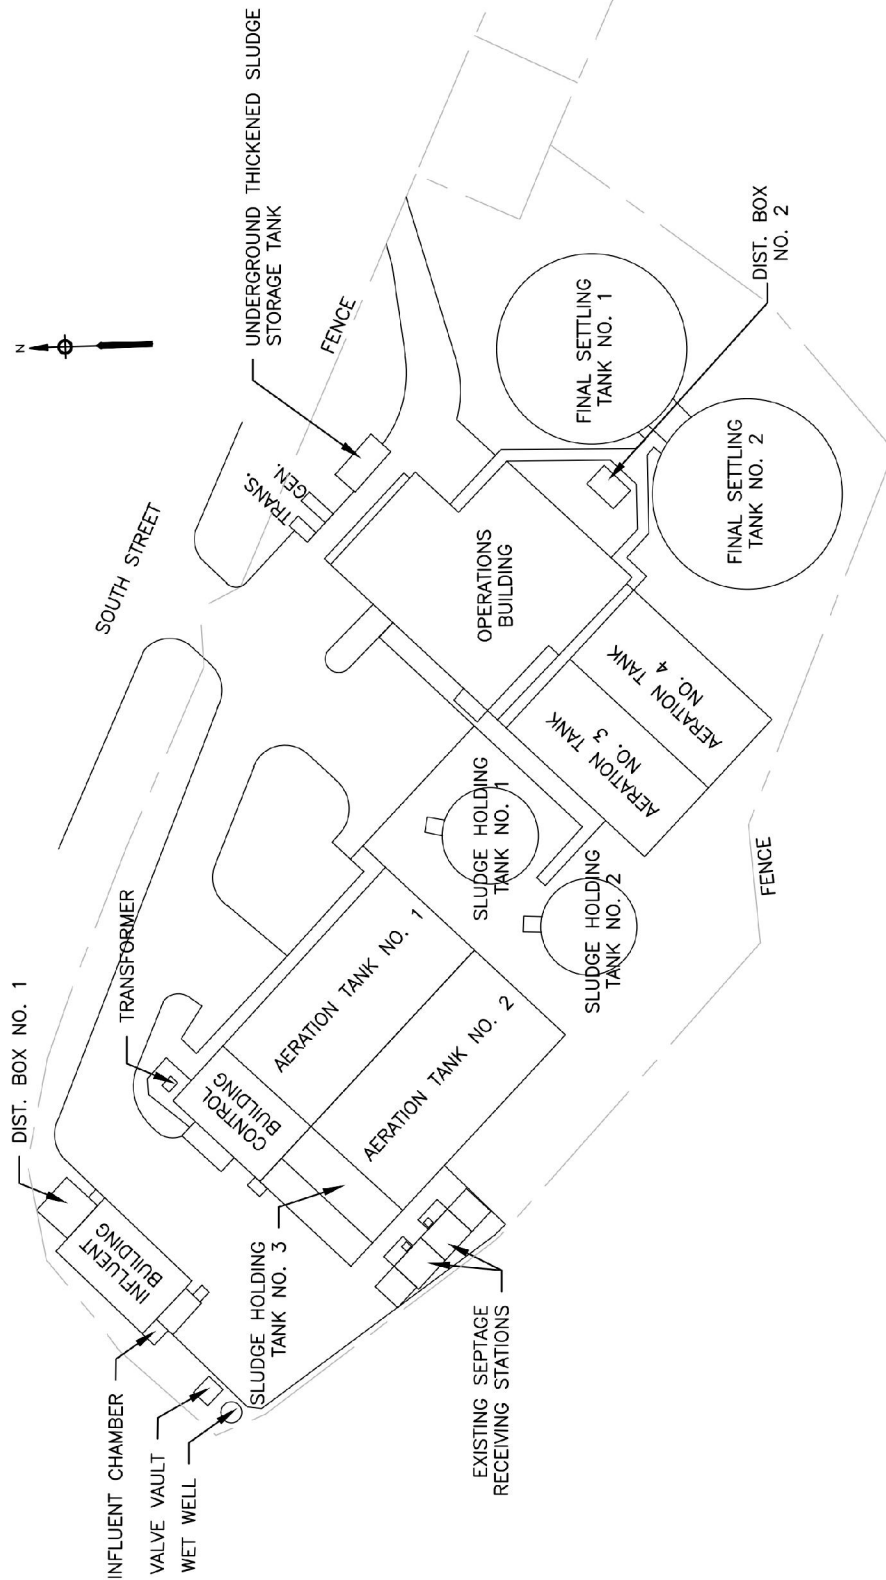 N
SOUTH STREET
FENCE
UNDERGROUND THICKENED SLUDGE
STORAGE TANK
TRANS.
GEN.
DIST. BOX NO. 1
TRANSFORMER
INFLUENT
BUILDING
INFLUENT CHAMBER
VALVE VAULT
WET WELL
CONTROL
BUILDING
SLUDGE HOLDING
TANK NO. 3
EXISTING SEPTAGE
RECEIVING STATIONS
AERATION TANK NO. 1
AERATION TANK NO. 2
SLUDGE HOLDING
TANK NO. 1
SLUDGE HOLDING
TANK NO. 2
OPERATIONS
BUILDING
AERATION TANK
NO. 3
AERATION TANK
NO. 4
FINAL SETTLING
TANK NO. 1
FINAL SETTLING
TANK NO. 2
DIST. BOX
NO. 2
FENCE